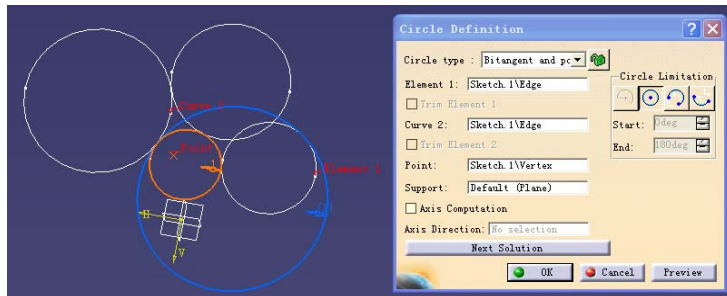 Circle Definition
? X
Circle type : Bitangent and pc
Circle Limitation
Element 1: Sketch.1\Edge
Trim Element 1
Curve 2: Sketch.1\Edge
Start: 0deg
Trim Element 2
End: 180deg
Point: Sketch.1\Vertex
Support: Default (Plane)
Axis Computation
Axis Direction: No selection
Next Solution
OK Cancel Preview
Curve
Point
1
Element
H
V